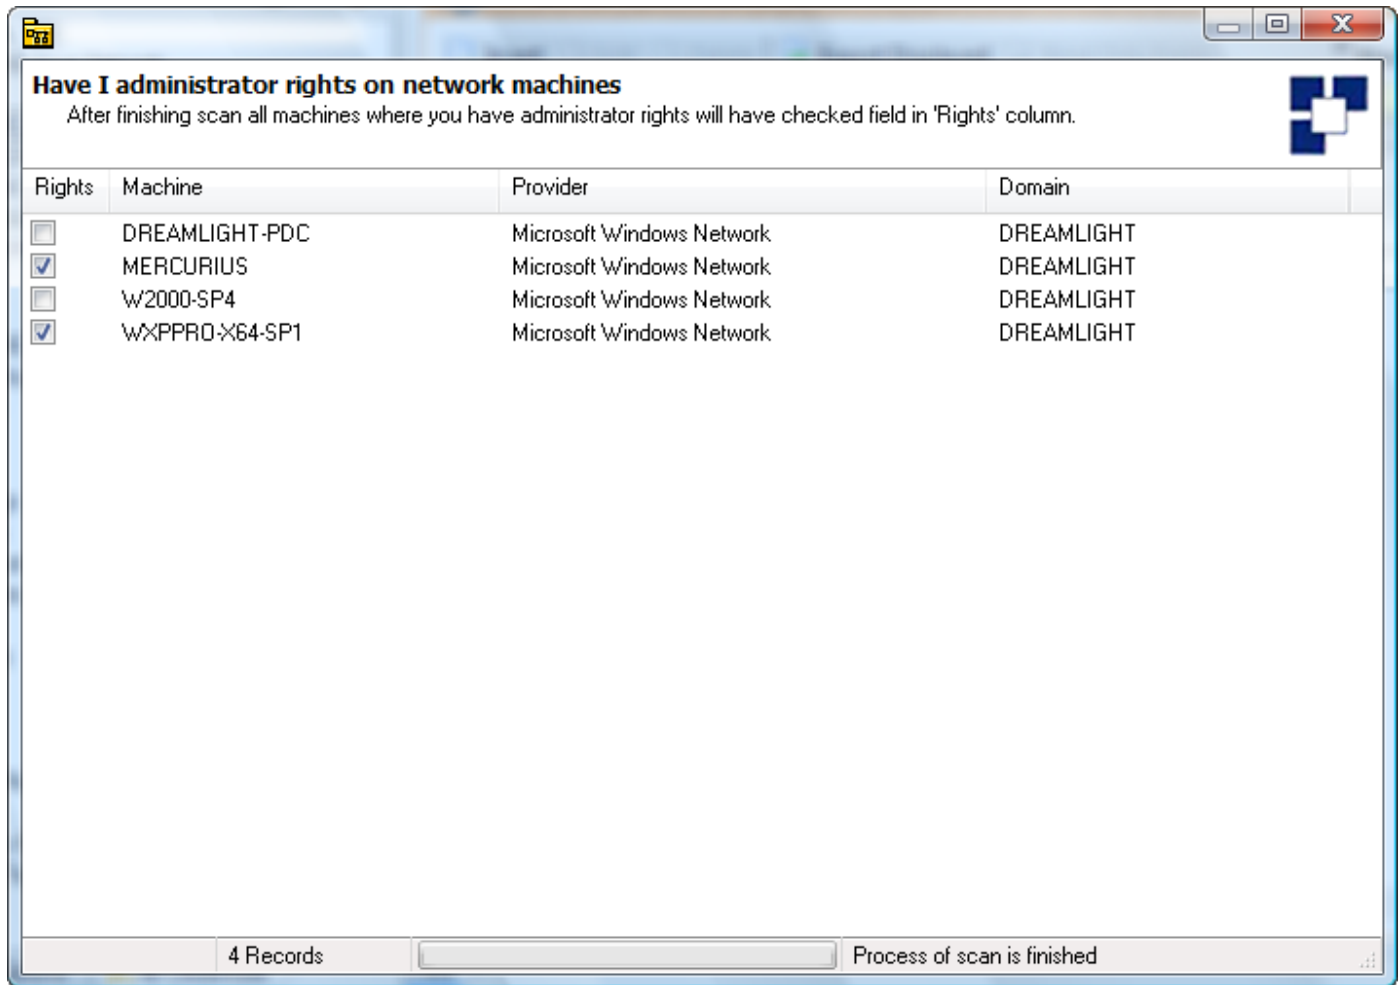 Have I administrator rights on network machines
After finishing scan all machines where you have administrator rights will have checked field in 'Rights' column.
Rights Machine Provider Domain
DREAMLIGHT-PDC Microsoft Windows Network DREAMLIGHT
MERCURIUS Microsoft Windows Network DREAMLIGHT
W2000-SP4 Microsoft Windows Network DREAMLIGHT
WXPPRO-X64-SP1 Microsoft Windows Network DREAMLIGHT
4 Records Process of scan is finished